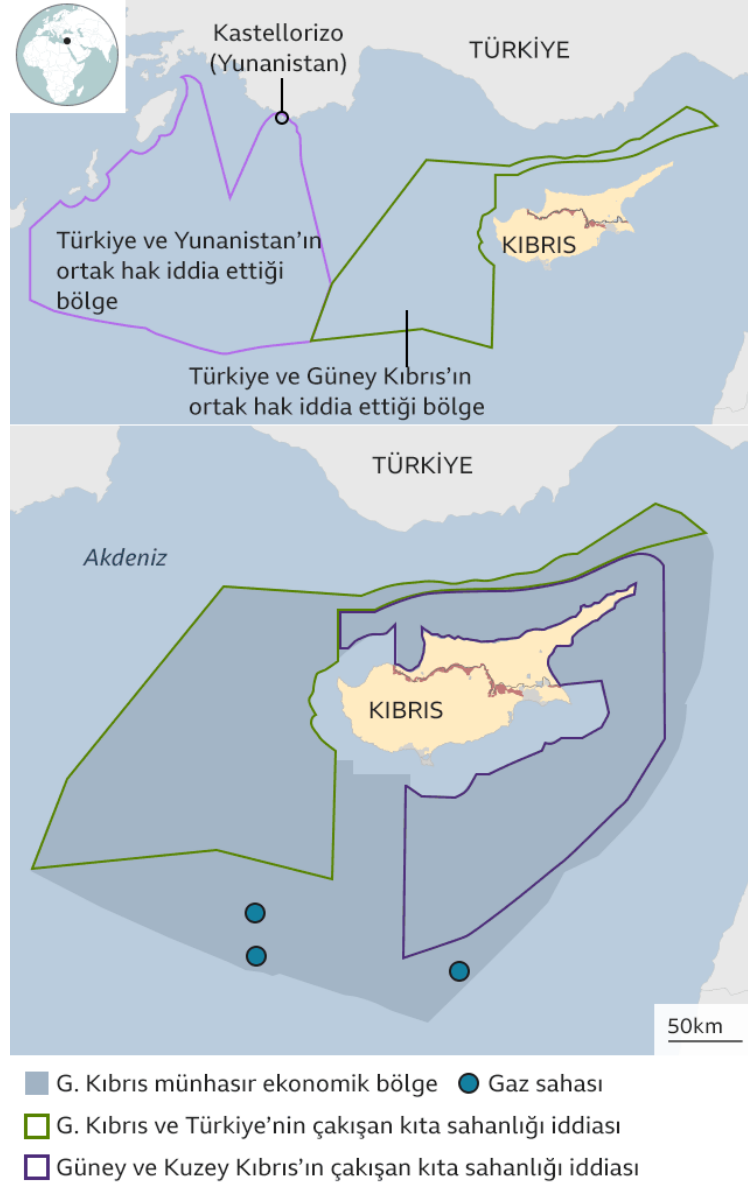 Kastellorizo
(Yunanistan)
TÜRKİYE
Türkiye ve Yunanistan’ın
ortak hak iddia ettiği
bölge
KIBRIS
Türkiye ve Güney Kıbrıs’ın
ortak hak iddia ettiği bölge
TÜRKİYE
Akdeniz
KIBRIS
50km
G. Kıbrıs münhasır ekonomik bölge
Gaz sahası
G. Kıbrıs ve Türkiye’nin çakışan kıta sahanlığı iddiası
Güney ve Kuzey Kıbrıs’ın çakışan kıta sahanlığı iddiası